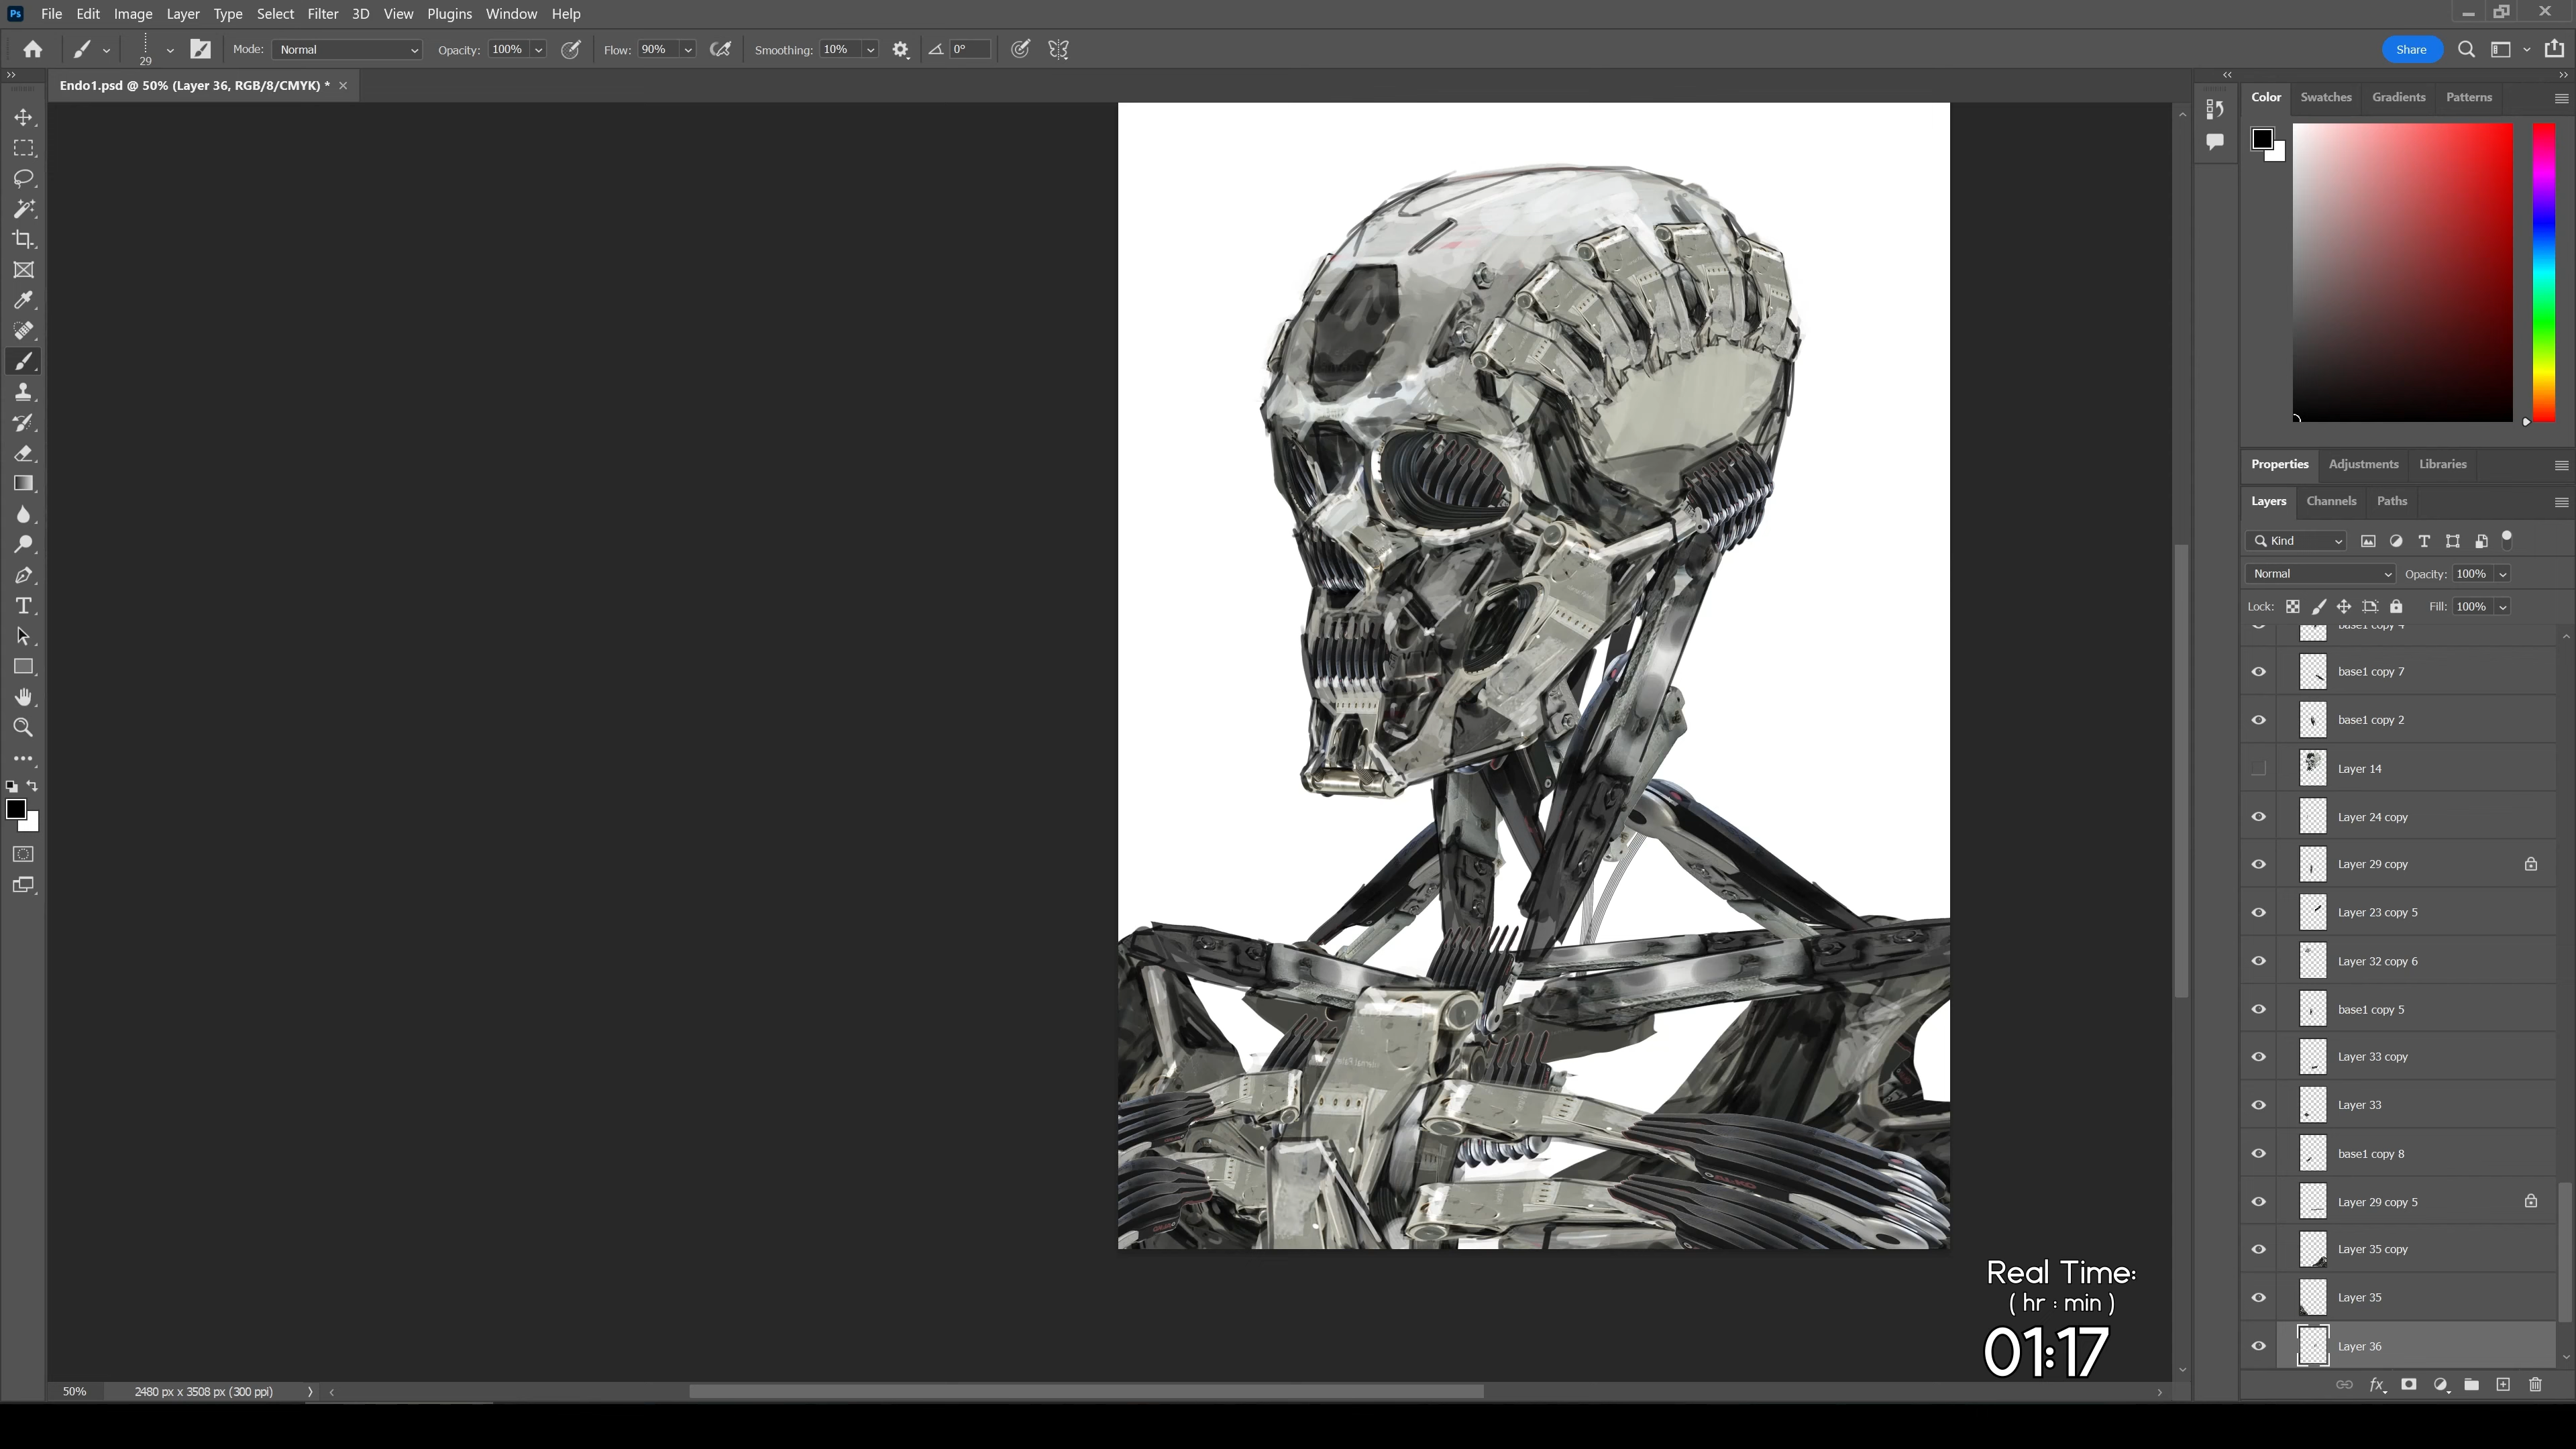 Ps File Edit Image Layer Type Select Filter 3D View Plugins Window Help
29 Mode: Normal Opacity: 100% Flow: 90% Smoothing: 10% 0° Share
Endo1.psd @ 50% (Layer 36, RGB/8/CMYK) * ×
Color Swatches Gradients Patterns
Properties Adjustments Libraries
Layers Channels Paths
Kind
Normal Opacity: 100%
Lock: Fill: 100%
base1 copy 4
base1 copy 7
base1 copy 2
Layer 14
Layer 24 copy
Layer 29 copy
Layer 23 copy 5
Layer 32 copy 6
base1 copy 5
Layer 33 copy
Layer 33
base1 copy 8
Layer 29 copy 5
Layer 35 copy
Layer 35
Layer 36
Real Time:
( hr : min )
01:17
50% 2480 px x 3508 px (300 ppi)